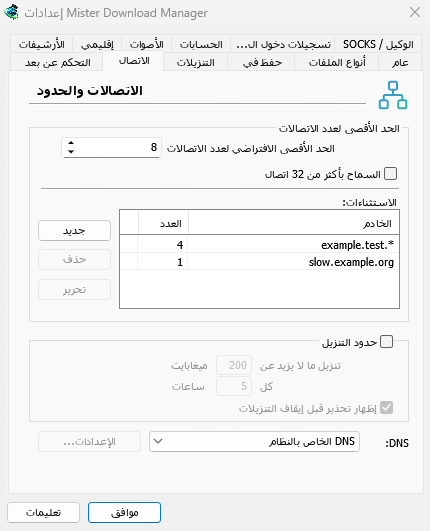 إعدادات Mister Download Manager
الوكيل / SOCKS
تسجيلات دخول ال...
الحسابات
الأصوات
إقليمي
الأرشيفات
عام
أنواع الملفات
حفظ في
التنزيلات
الاتصال
التحكم عن بعد
الاتصالات والحدود
الحد الأقصى لعدد الاتصالات
الحد الأقصى الافتراضي لعدد الاتصالات
8
السماح بأكثر من 32 اتصال
الاستثناءات:
الخادم
العدد
*.example.test
4
slow.example.org
1
جديد
حذف
تحرير
حدود التنزيل
تنزيل ما لا يزيد عن
200
ميغابايت
كل
5
ساعات
إظهار تحذير قبل إيقاف التنزيلات
DNS:
DNS الخاص بالنظام
الإعدادات...
موافق
تعليمات